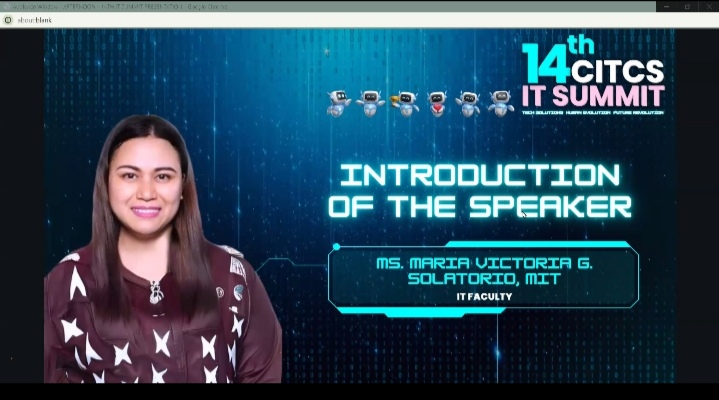 about:blank
14th
CITCS
IT SUMMIT
TECH SOLUTIONS HUMAN EVOLUTION FUTURE REVOLUTION
INTRODUCTION
OF THE SPEAKER
MS. MARIA VICTORIA G.
SOLATORIO, MIT
IT FACULTY